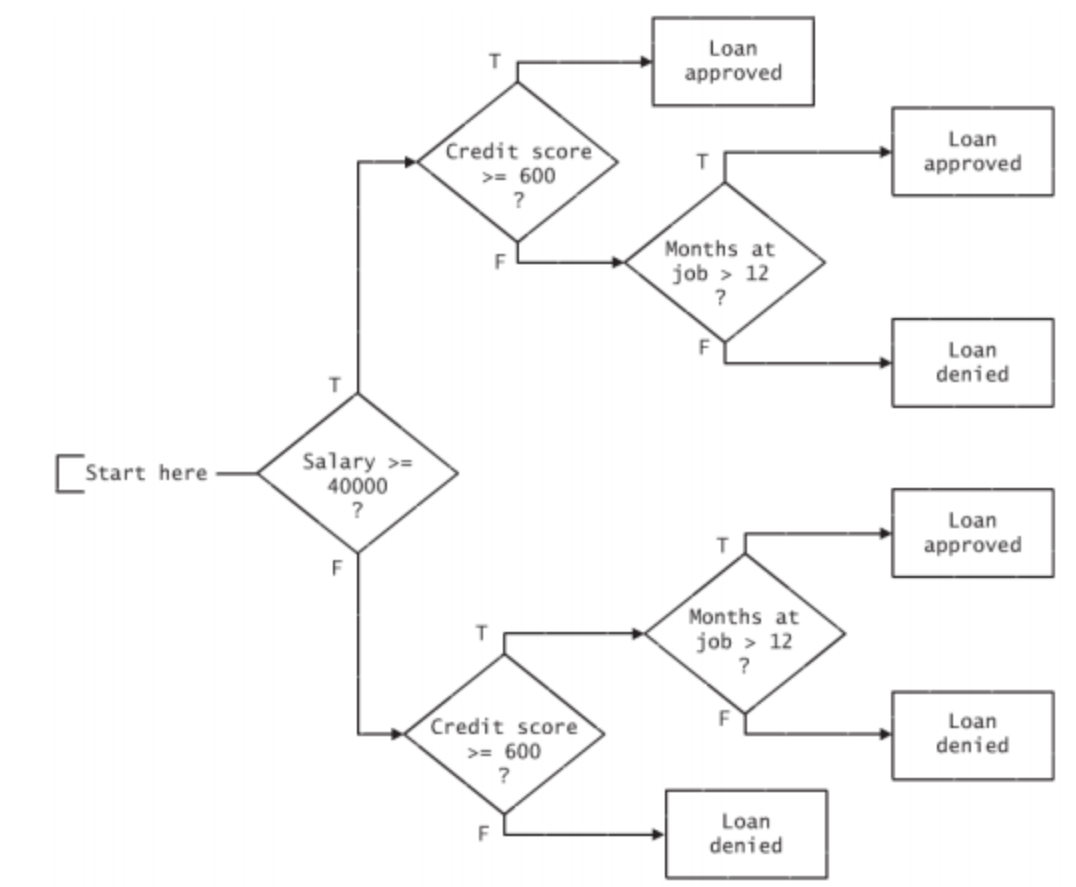 T
Loan
approved
Credit score
>= 600
?
T
Loan
approved
F
Months at
job > 12
?
F
Loan
denied
T
Start here
Salary >=
40000
?
F
T
Loan
approved
T
Months at
job > 12
?
Credit score
>= 600
?
F
Loan
denied
F
Loan
denied